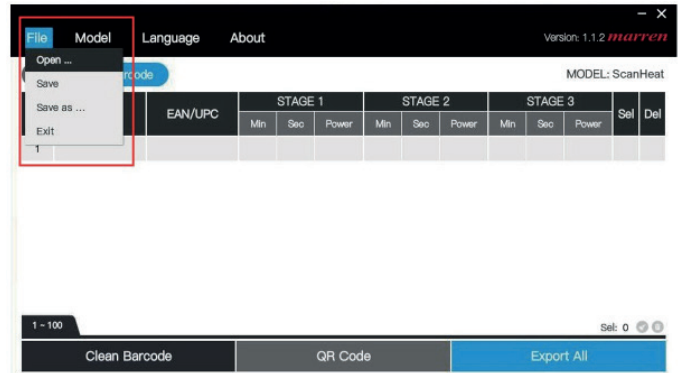 File Model Language About Version: 1.1.2 marren
Open ...
rcode MODEL: ScanHeat
Save
Save as ...
Exit
EAN/UPC STAGE 1 STAGE 2 STAGE 3 Sel Del
Min Sec Power Min Sec Power Min Sec Power
1
1 ~ 100 Sel: 0
Clean Barcode QR Code Export All